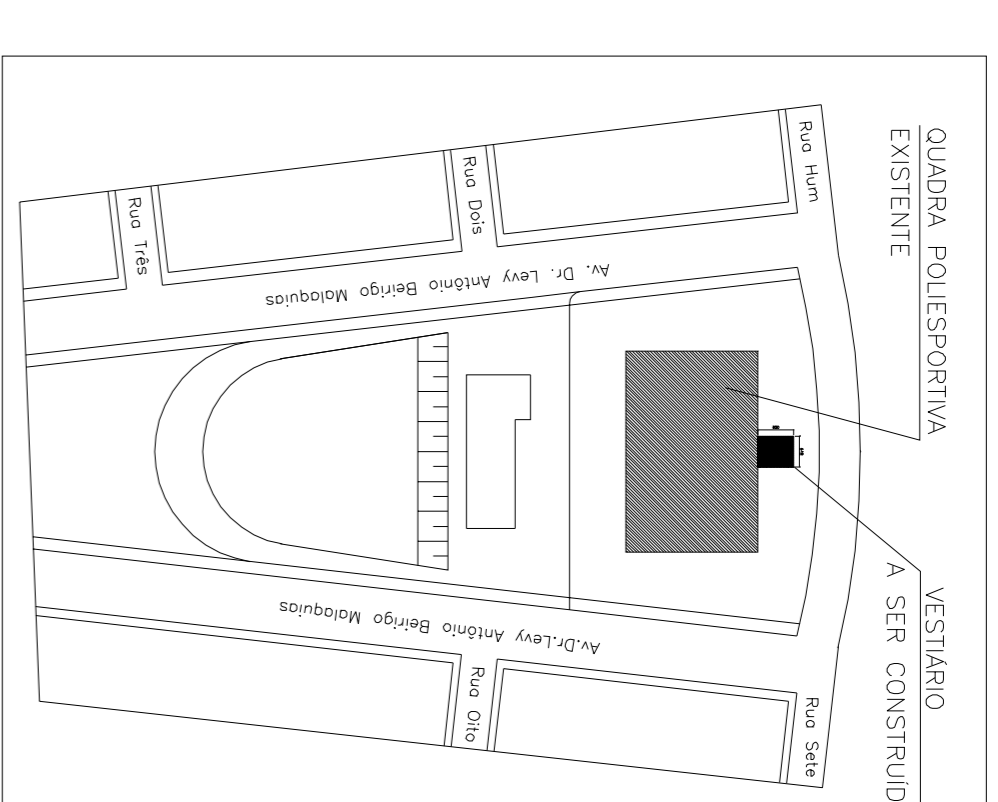 QUADRA POLIESPORTIVA
EXISTENTE
VESTIÁRIO
A SER CONSTRUÍD
Rua Hum
Rua Dois
Rua Três
Av. Dr. Levy Antônio Beirigo Malaquias
Av.Dr.Levy Antônio Beirigo Malaquias
Rua Sete
Rua Oito